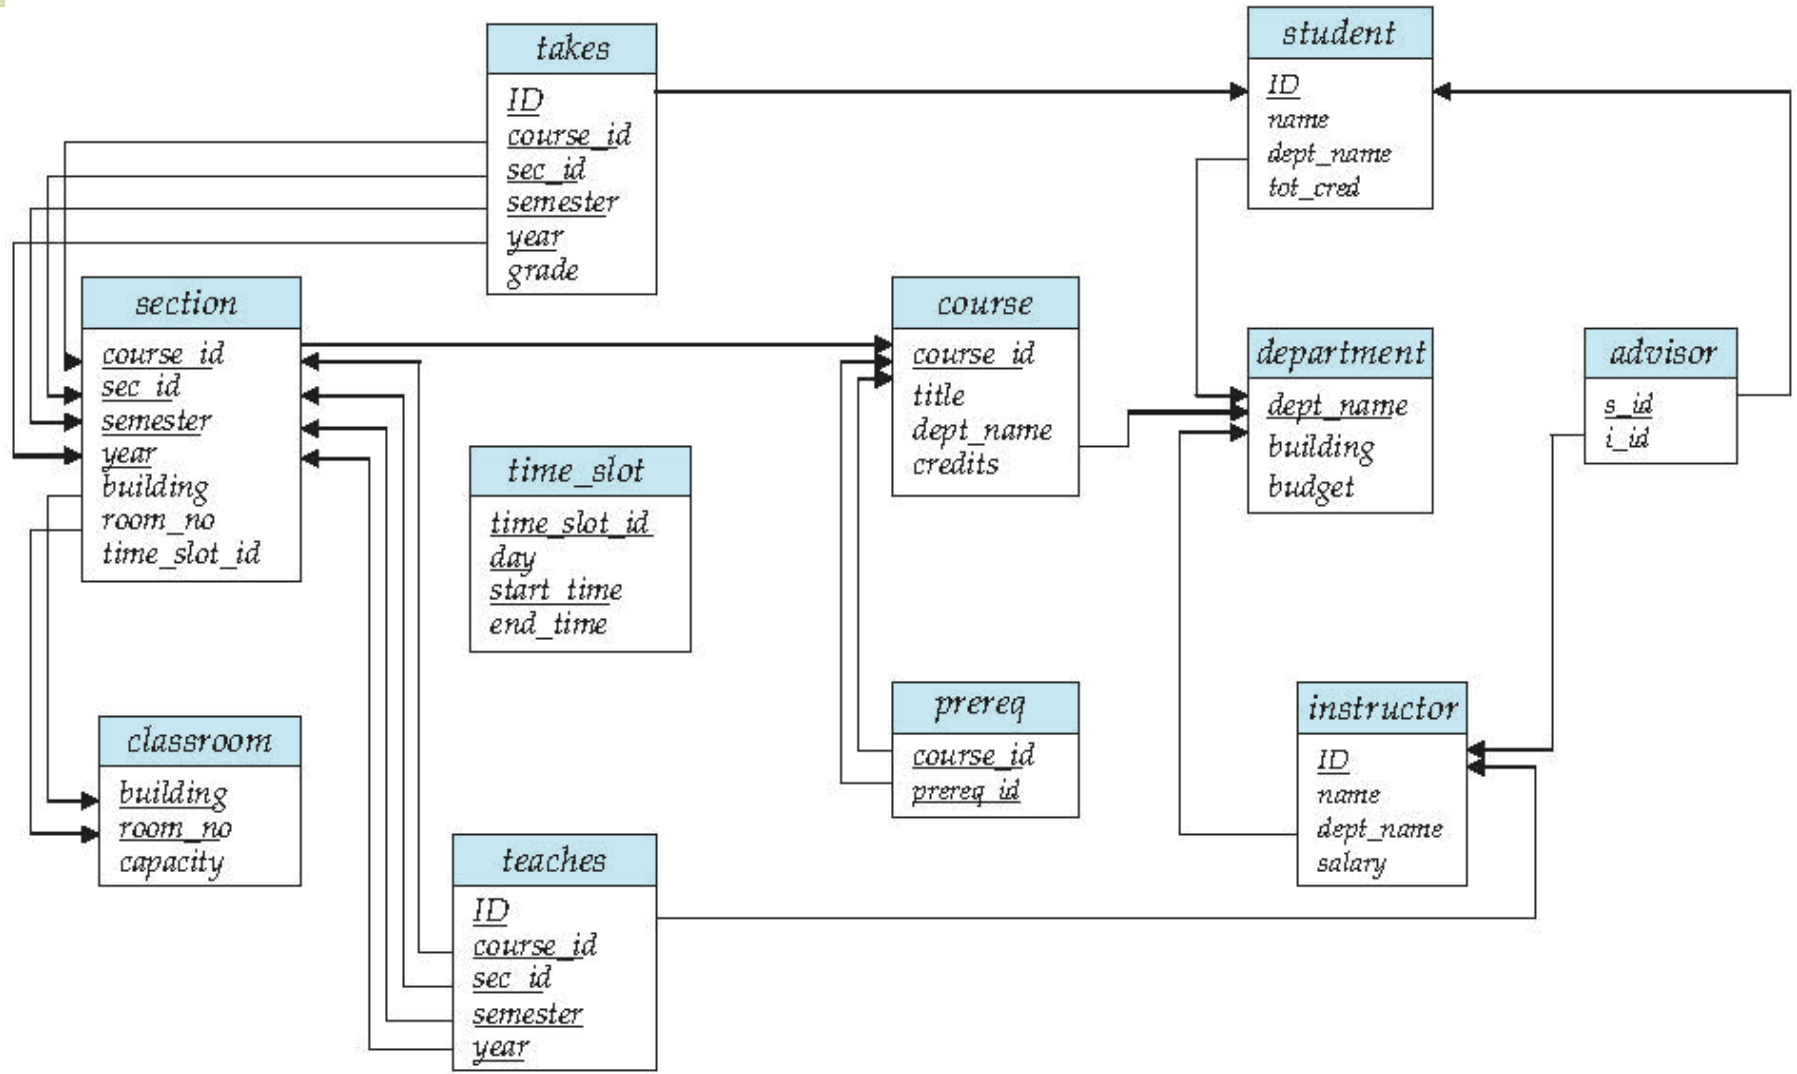 takes
ID
course_id
sec_id
semester
year
grade
student
ID
name
dept_name
tot_cred
section
course_id
sec_id
semester
year
building
room_no
time_slot_id
course
course_id
title
dept_name
credits
department
dept_name
building
budget
advisor
s_id
i_id
time_slot
time_slot_id
day
start_time
end_time
prereq
course_id
prereq_id
instructor
ID
name
dept_name
salary
classroom
building
room_no
capacity
teaches
ID
course_id
sec_id
semester
year